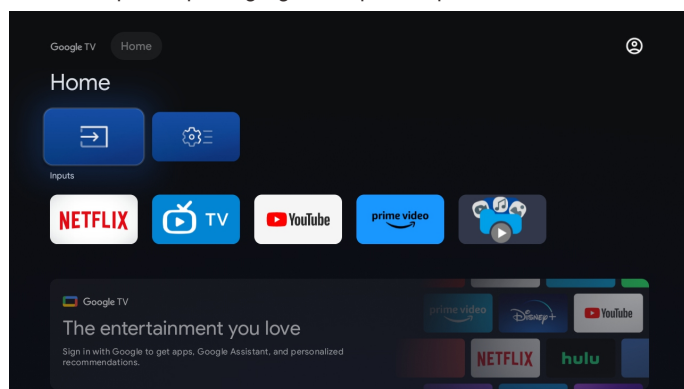 Google TV Home
Home
Inputs
NETFLIX TV YouTube prime video
Google TV
The entertainment you love
Sign in with Google to get apps, Google Assistant, and personalized
recommendations.
prime video Disney+ YouTube
NETFLIX hulu